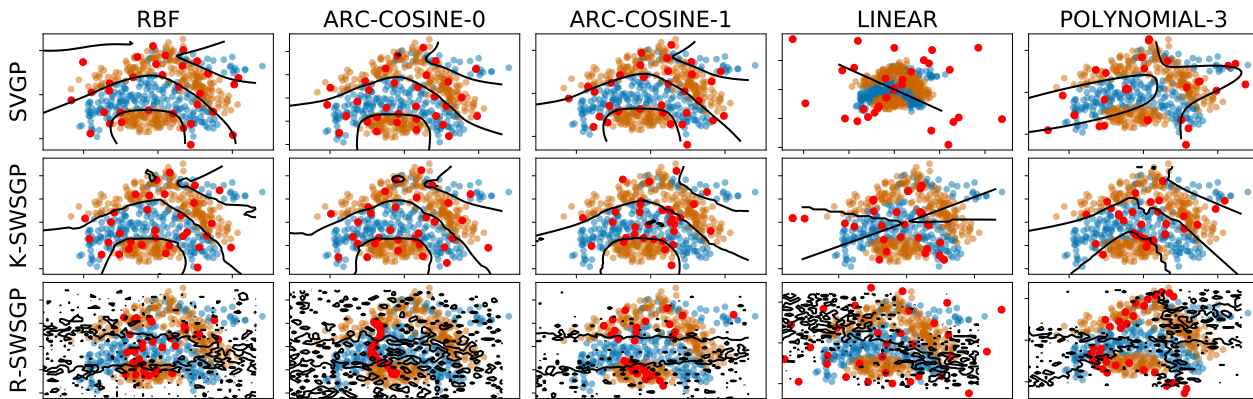 RBF
ARC-COSINE-0
ARC-COSINE-1
LINEAR
POLYNOMIAL-3
SVGP
K-SWSGP
R-SWSGP